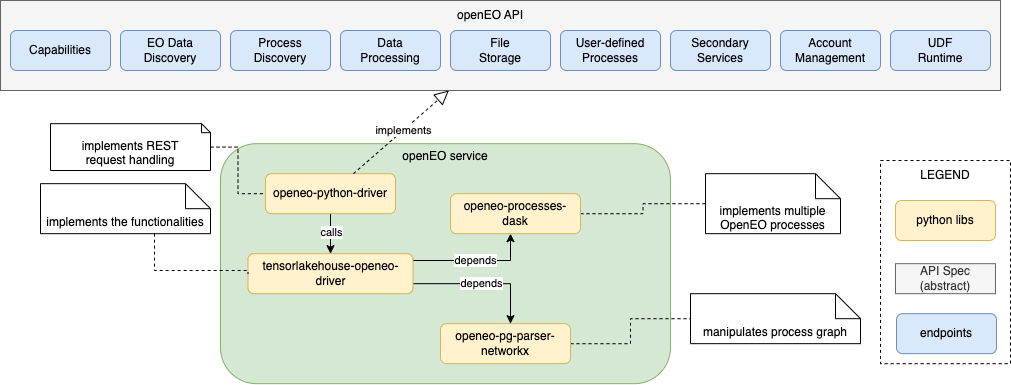 openEO API
Capabilities
EO Data
Discovery
Process
Discovery
Data
Processing
File
Storage
User-defined
Processes
Secondary
Services
Account
Management
UDF
Runtime
implements
implements REST
request handling
openEO service
LEGEND
openeo-python-driver
openeo-processes-
dask
implements multiple
OpenEO processes
python libs
implements the functionalities
calls
depends
tensorlakehouse-openeo-
driver
depends
API Spec
(abstract)
openeo-pg-parser-
networkx
manipulates process graph
endpoints